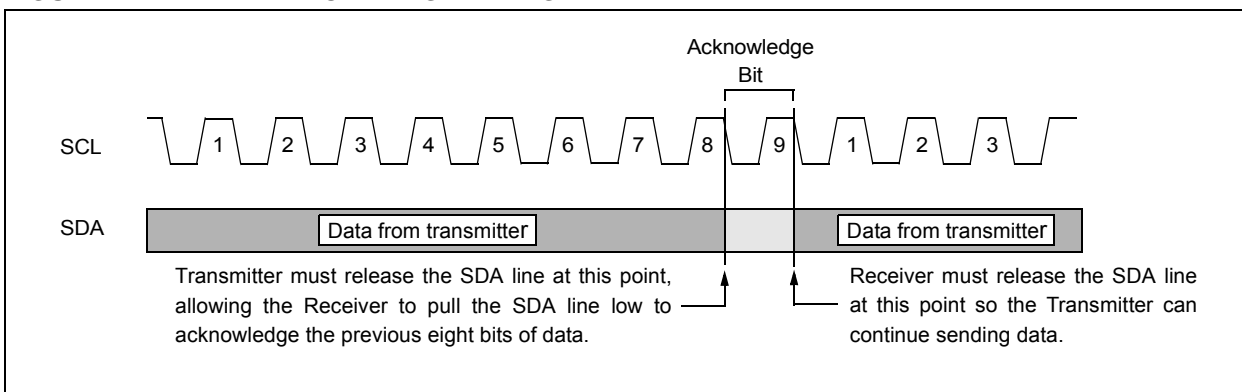 Acknowledge
Bit
SCL
1 2 3 4 5 6 7 8 9 1 2 3
SDA
Data from transmitter
Data from transmitter
Transmitter must release the SDA line at this point,
allowing the Receiver to pull the SDA line low to
acknowledge the previous eight bits of data.
Receiver must release the SDA line
at this point so the Transmitter can
continue sending data.